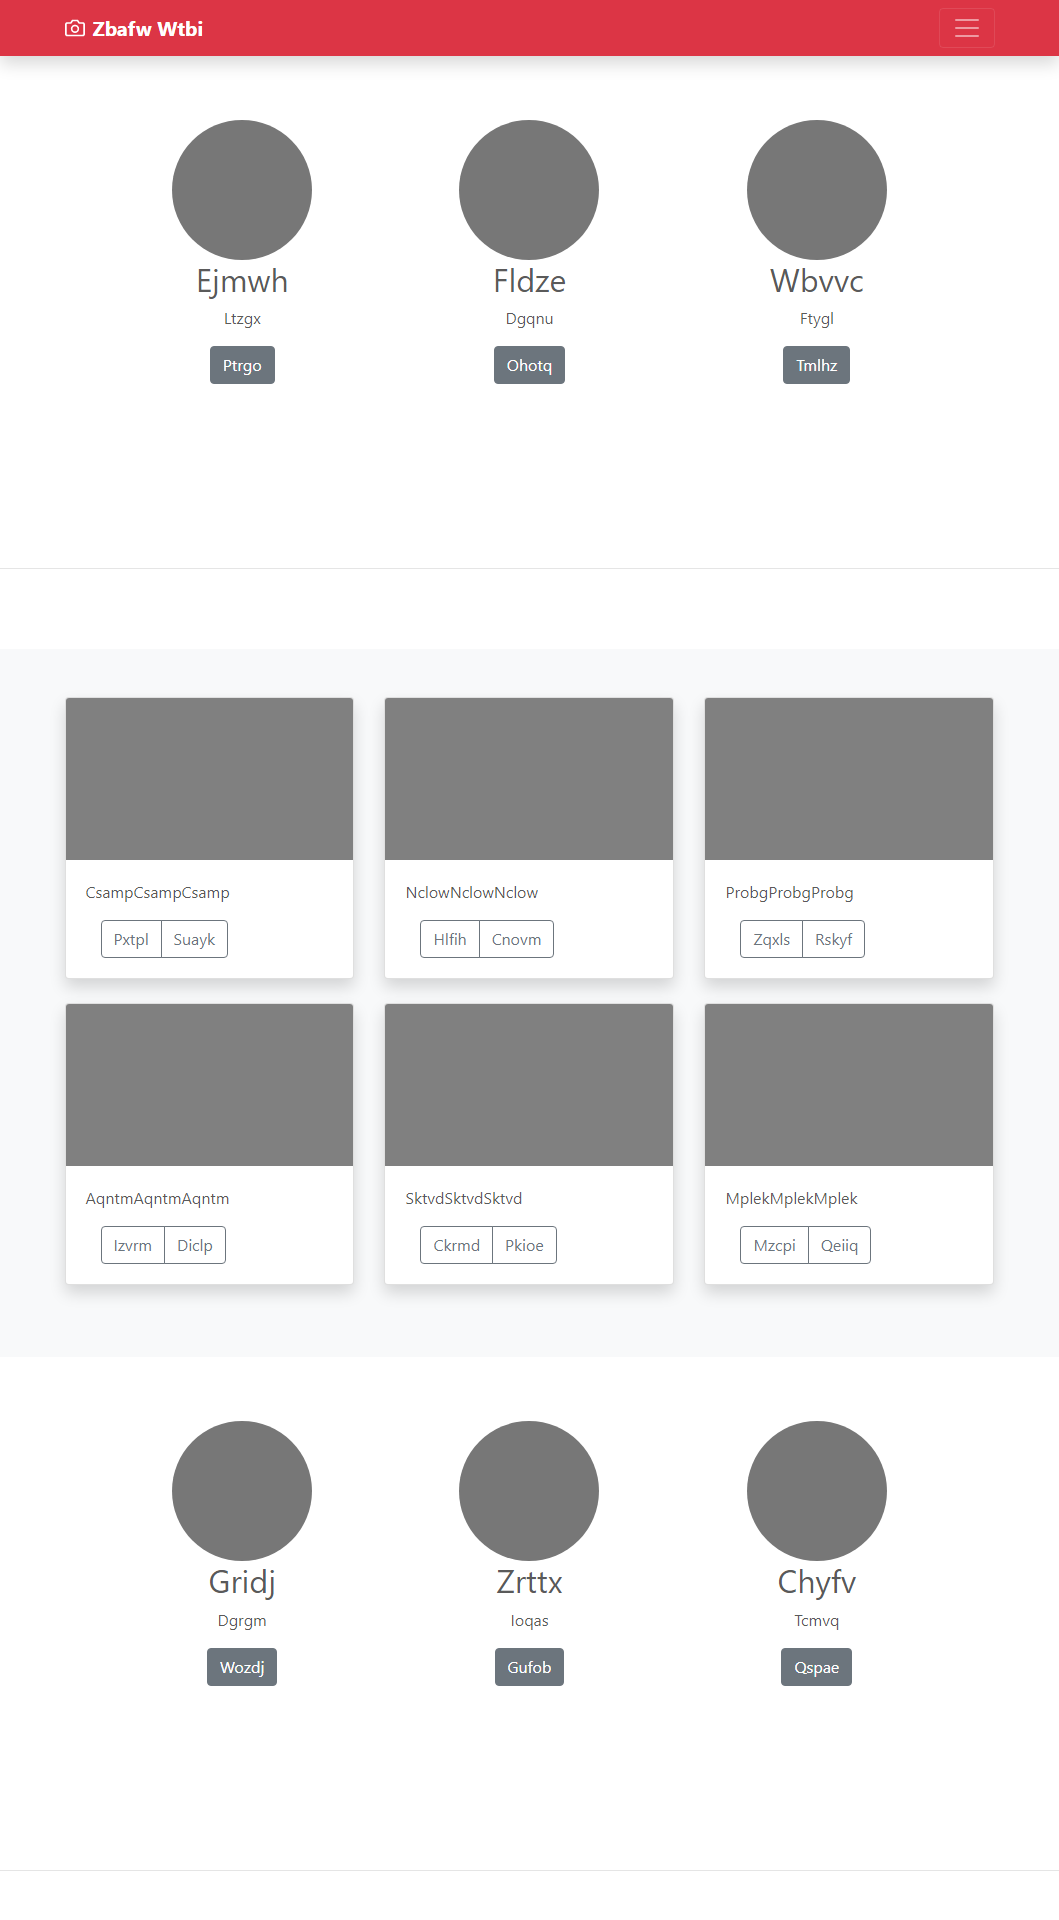 Zbafw Wtbi
Ejmwh Fldze Wbvvc
Ltzgx Dgqnu Ftygl
Ptrgo Ohotq Tmlhz
CsampCsampCsamp NclowNclowNclow ProbgProbgProbg
Pxtpl Suayk Hlfih Cnovm Zqxls Rskyf
AqntmAqntmAqntm SktvdSktvdSktvd MplekMplekMplek
Izvrm Diclp Ckrmd Pkioe Mzcpi Qeiiq
Gridj Zrttx Chyfv
Dgrgm Ioqas Tcmvq
Wozdj Gufob Qspae